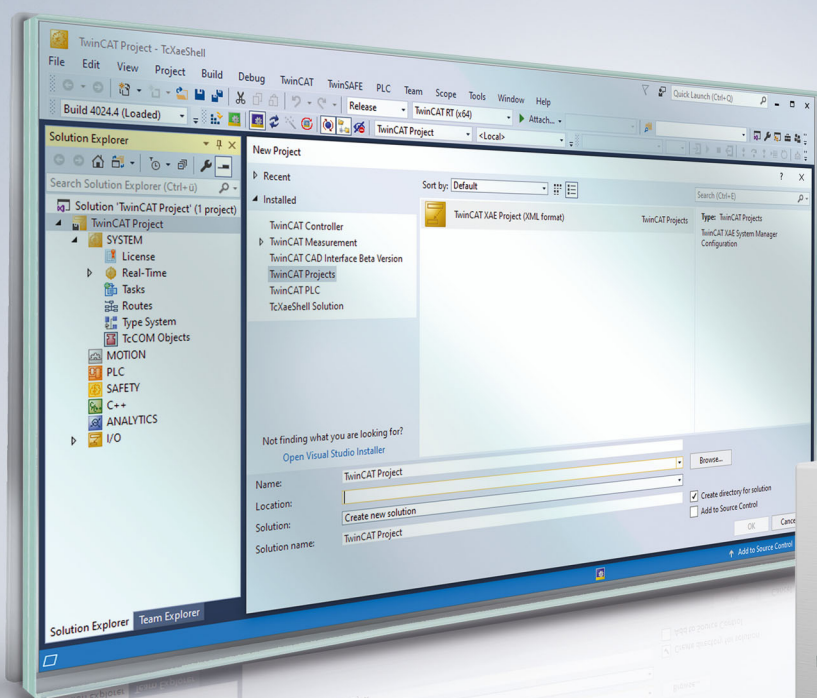 TwinCAT Project - TcXaeShell
File Edit View Project Build Debug TwinCAT TwinSAFE PLC Team Scope Tools Window Help
Quick Launch (Ctrl+Q)
Release
TwinCAT RT (x64)
Attach...
Build 4024.4 (Loaded)
TwinCAT Project
<Local>
Solution Explorer
Search Solution Explorer (Ctrl+ü)
Solution 'TwinCAT Project' (1 project)
TwinCAT Project
SYSTEM
License
Real-Time
Tasks
Routes
Type System
TcCOM Objects
MOTION
PLC
SAFETY
C++
ANALYTICS
I/O
Solution Explorer
Team Explorer
New Project
? X
Recent
Installed
TwinCAT Controller
TwinCAT Measurement
TwinCAT CAD Interface Beta Version
TwinCAT Projects
TwinCAT PLC
TcXaeShell Solution
Not finding what you are looking for?
Open Visual Studio Installer
Sort by: Default
TwinCAT XAE Project (XML format)
TwinCAT Projects
Search (Ctrl+E)
Type: TwinCAT Projects
TwinCAT XAE System Manager
Configuration
Name: TwinCAT Project
Location:
Browse...
Solution: Create new solution
Solution name: TwinCAT Project
Create directory for solution
Add to Source Control
OK
Cance
Add to Source Control